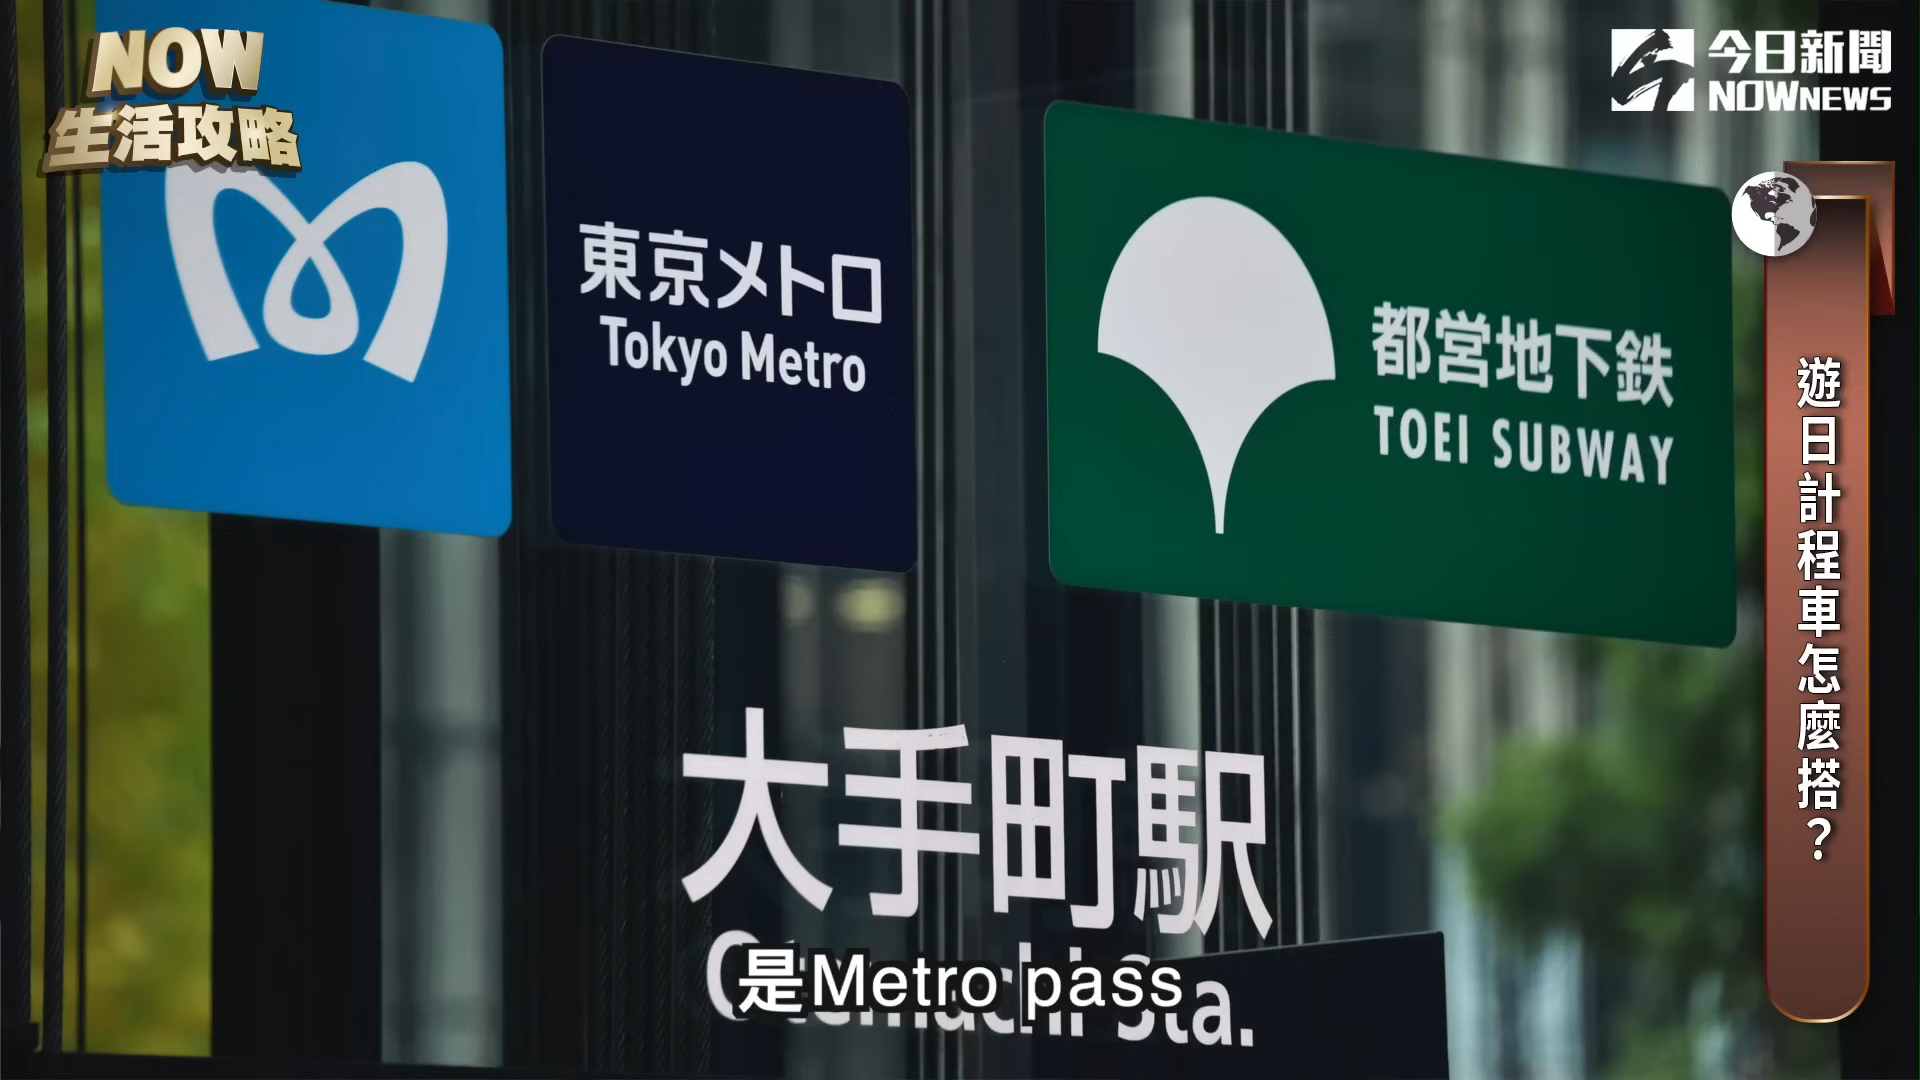 NOW
生活攻略
今日新聞
NOWNEWS
東京メトロ
Tokyo Metro
都営地下鉄
TOEI SUBWAY
遊日計程車怎麼搭？
大手町駅
Otemachi Sta.
是Metro pass